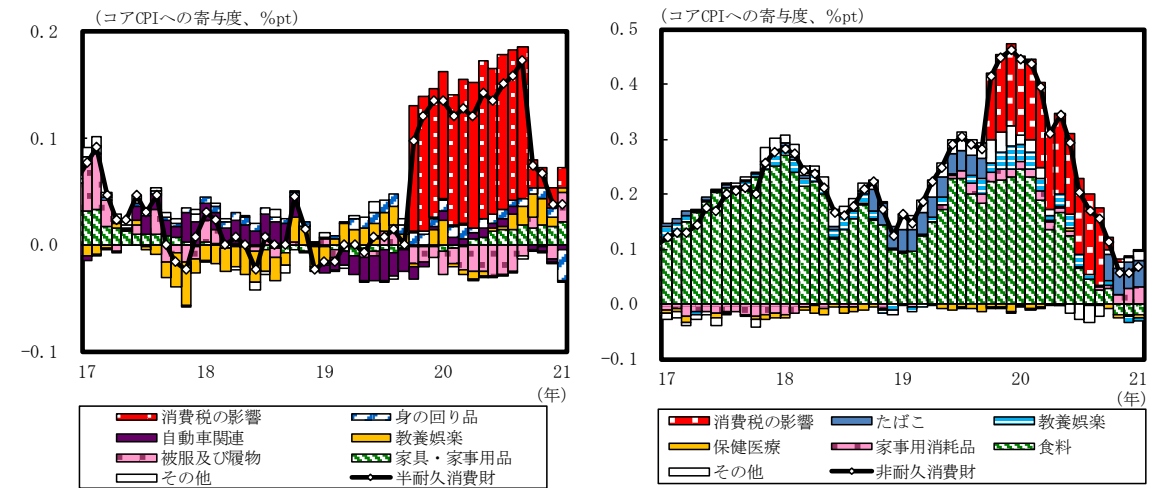 (コアCPIへの寄与度、%pt)
0.2
0.1
0.0
-0.1
17 18 19 20 21
(年)
消費税の影響 身の回り品
自動車関連 教養娯楽
被服及び履物 家具・家事用品
その他 半耐久消費財
(コアCPIへの寄与度、%pt)
0.5
0.4
0.3
0.2
0.1
0.0
-0.1
17 18 19 20 21
(年)
消費税の影響 たばこ 教養娯楽
保健医療 家事用消耗品 食料
その他 非耐久消費財